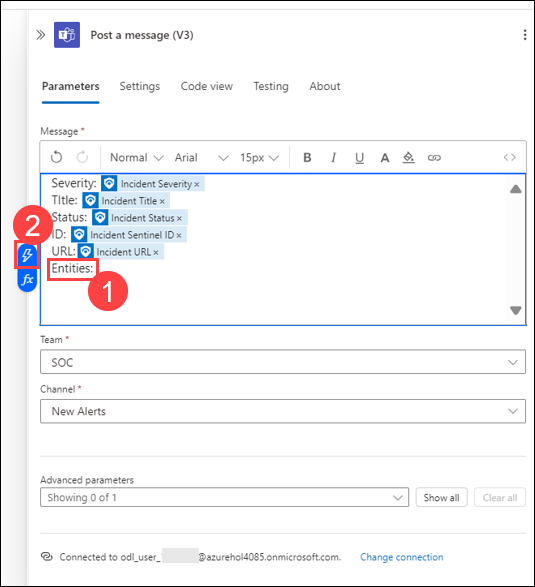 Post a message (V3)
Parameters Settings Code view Testing About
Message *
Normal Arial 15px B I U A
Severity: Incident Severity ×
TItle: Incident Title ×
Status: Incident Status ×
ID: Incident Sentinel ID ×
URL: Incident URL ×
Entities:
2
fx
1
Team *
SOC
Channel *
New Alerts
Advanced parameters
Showing 0 of 1 Show all Clear all
Connected to odl_user_ @azurehol4085.onmicrosoft.com. Change connection